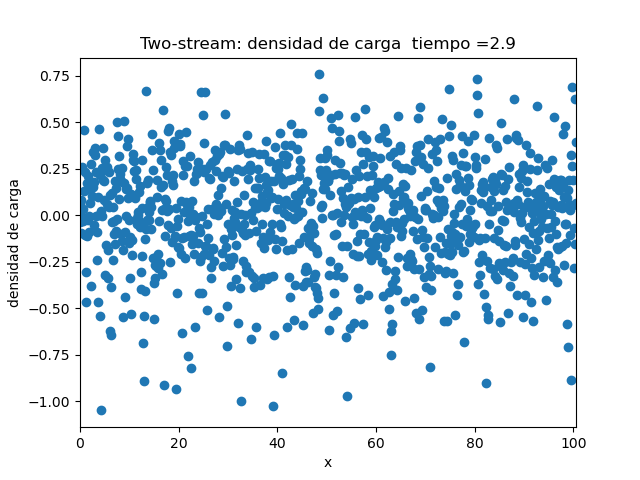 Two-stream: densidad de carga  tiempo =2.9
densidad de carga
0.75
0.50
0.25
0.00
−0.25
−0.50
−0.75
−1.00
0 20 40 60 80 100
x